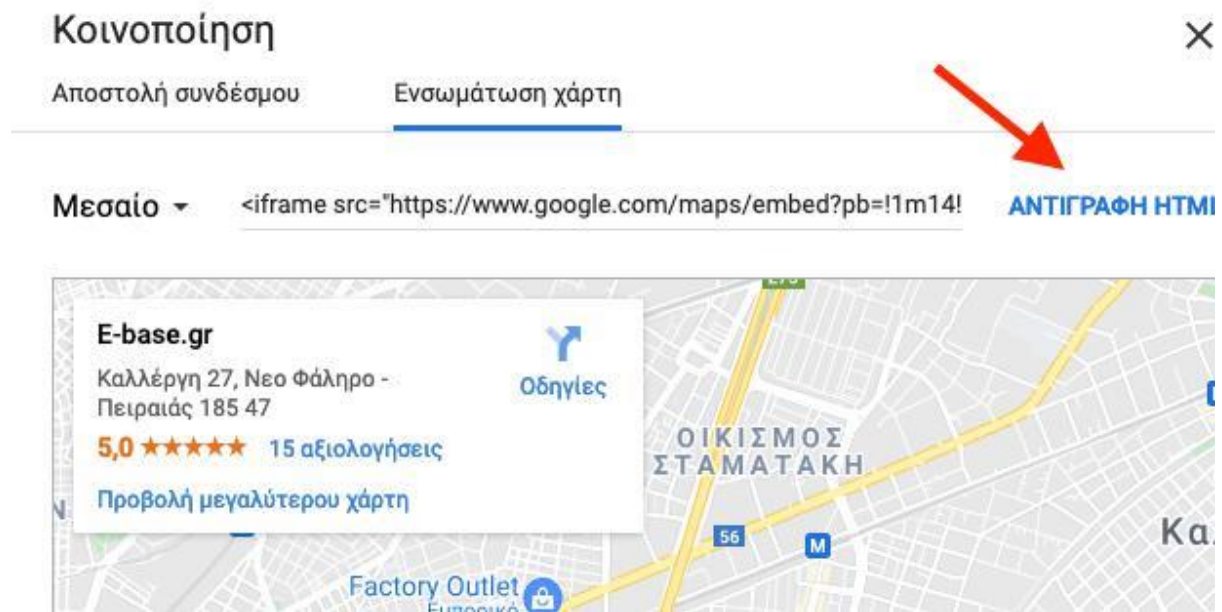 Κοινοποίηση
Αποστολή συνδέσμου Ενσωμάτωση χάρτη
Μεσαίο <iframe src="https://www.google.com/maps/embed?pb=!1m14! ΑΝΤΙΓΡΑΦΗ HTML
E-base.gr
Καλλέργη 27, Νεο Φάληρο -
Πειραιάς 185 47
Οδηγίες
5,0 ★★★★★ 15 αξιολογήσεις
Προβολή μεγαλύτερου χάρτη
ΟΙΚΙΣΜΟΣ
ΣΤΑΜΑΤΑΚΗ
56
M
Κα
Factory Outlet